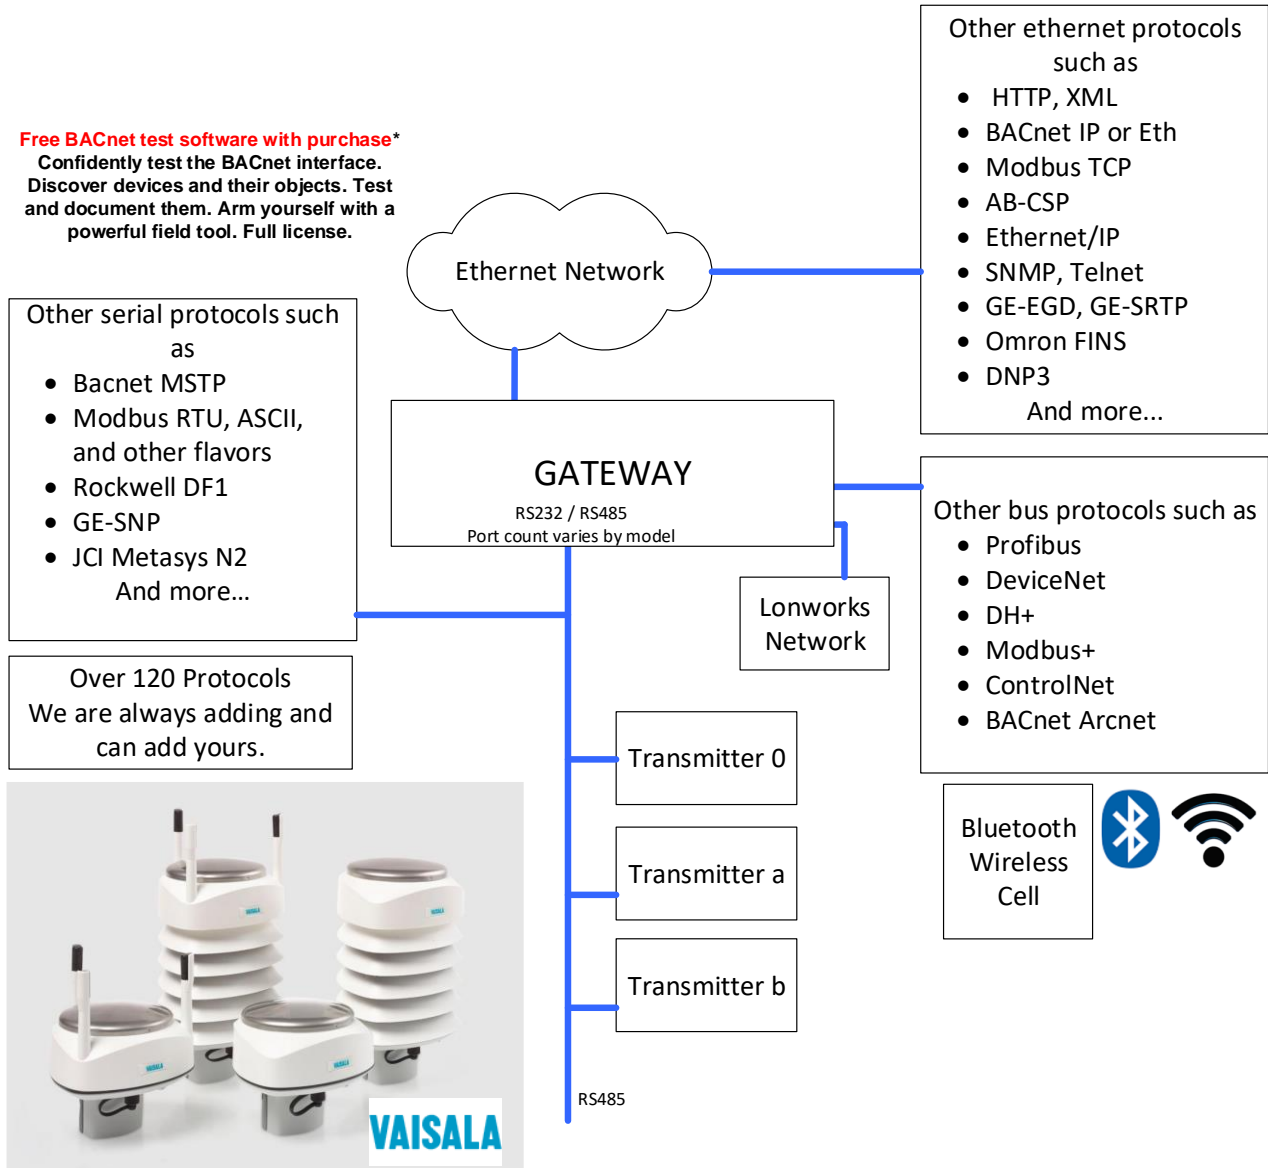 Free BACnet test software with purchase*
Confidently test the BACnet interface.
Discover devices and their objects. Test
and document them. Arm yourself with a
powerful field tool. Full license.
Other ethernet protocols
such as
• HTTP, XML
• BACnet IP or Eth
• Modbus TCP
• AB-CSP
• Ethernet/IP
• SNMP, Telnet
• GE-EGD, GE-SRTP
• Omron FINS
• DNP3
And more...
Ethernet Network
Other serial protocols such
as
• Bacnet MSTP
• Modbus RTU, ASCII,
and other flavors
• Rockwell DF1
• GE-SNP
• JCI Metasys N2
And more...
GATEWAY
RS232 / RS485
Port count varies by model
Other bus protocols such as
• Profibus
• DeviceNet
• DH+
• Modbus+
• ControlNet
• BACnet Arcnet
Lonworks
Network
Over 120 Protocols
We are always adding and
can add yours.
Transmitter 0
Transmitter a
Transmitter b
Bluetooth
Wireless
Cell
VAISALA
VAISALA
VAISALA
VAISALA
RS485
VAISALA